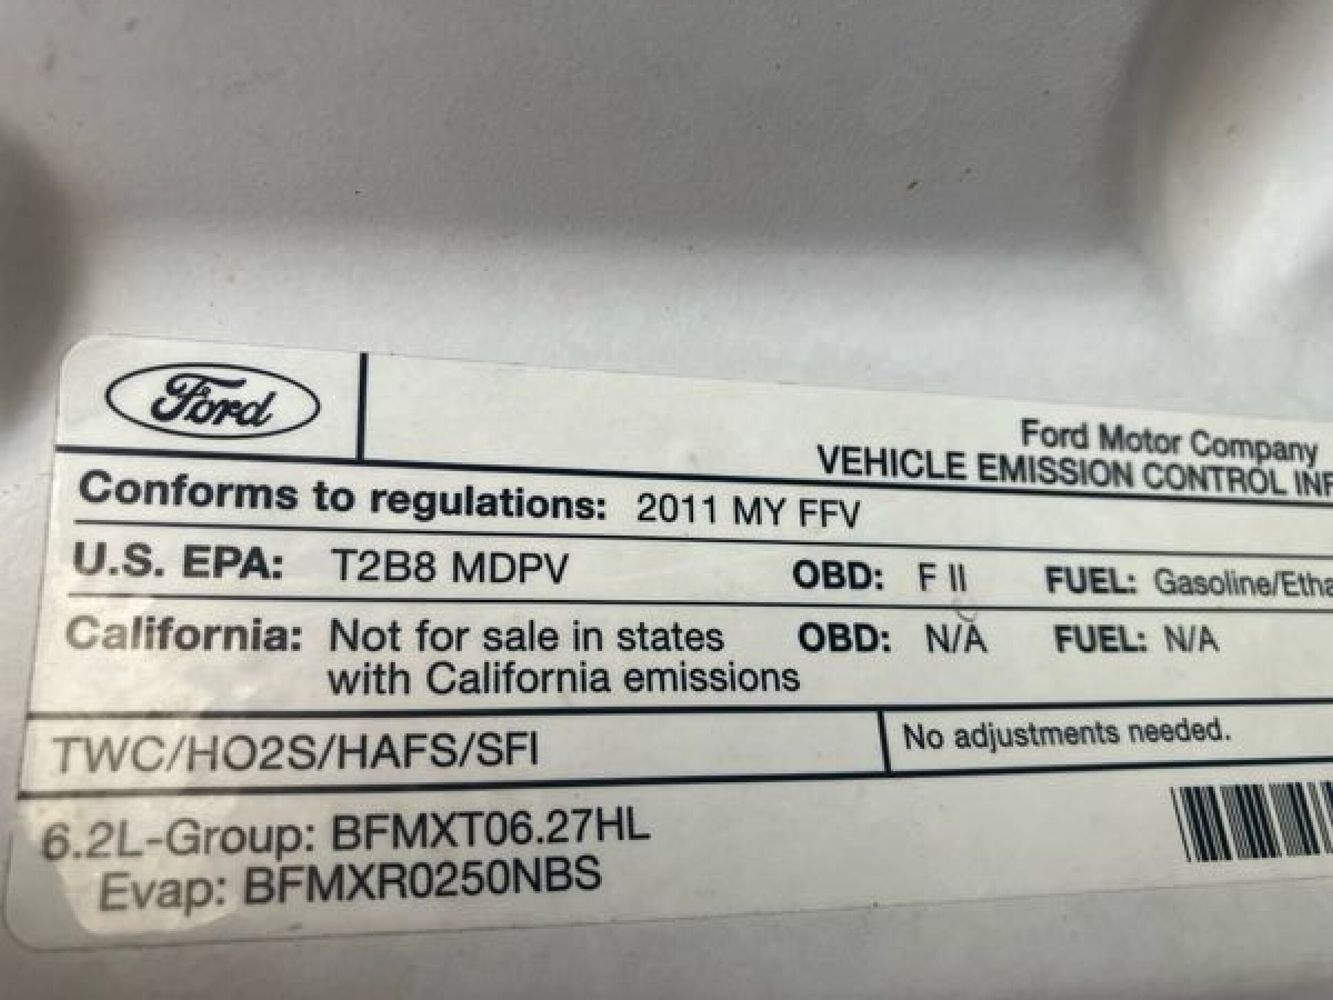 Ford
Ford Motor Company
VEHICLE EMISSION CONTROL
Conforms to regulations: 2011 MY FFV
U.S. EPA: T2B8 MDPV OBD: F II FUEL: Gasoline/Etha
California: Not for sale in states OBD: N/A FUEL: N/A
with California emissions
TWC/HO2S/HAFS/SFI No adjustments needed.
6.2L-Group: BFMXT06.27HL
Evap: BFMXR0250NBS